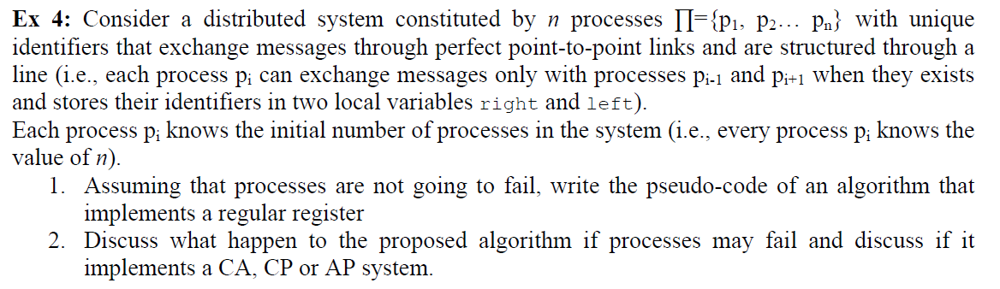 Ex 4: Consider a distributed system constituted by n processes ∏={p1, p2... pn} with unique
identifiers that exchange messages through perfect point-to-point links and are structured through a
line (i.e., each process pi can exchange messages only with processes pi-1 and pi+1 when they exists
and stores their identifiers in two local variables right and left).
Each process pi knows the initial number of processes in the system (i.e., every process pi knows the
value of n).
1. Assuming that processes are not going to fail, write the pseudo-code of an algorithm that
implements a regular register
2. Discuss what happen to the proposed algorithm if processes may fail and discuss if it
implements a CA, CP or AP system.